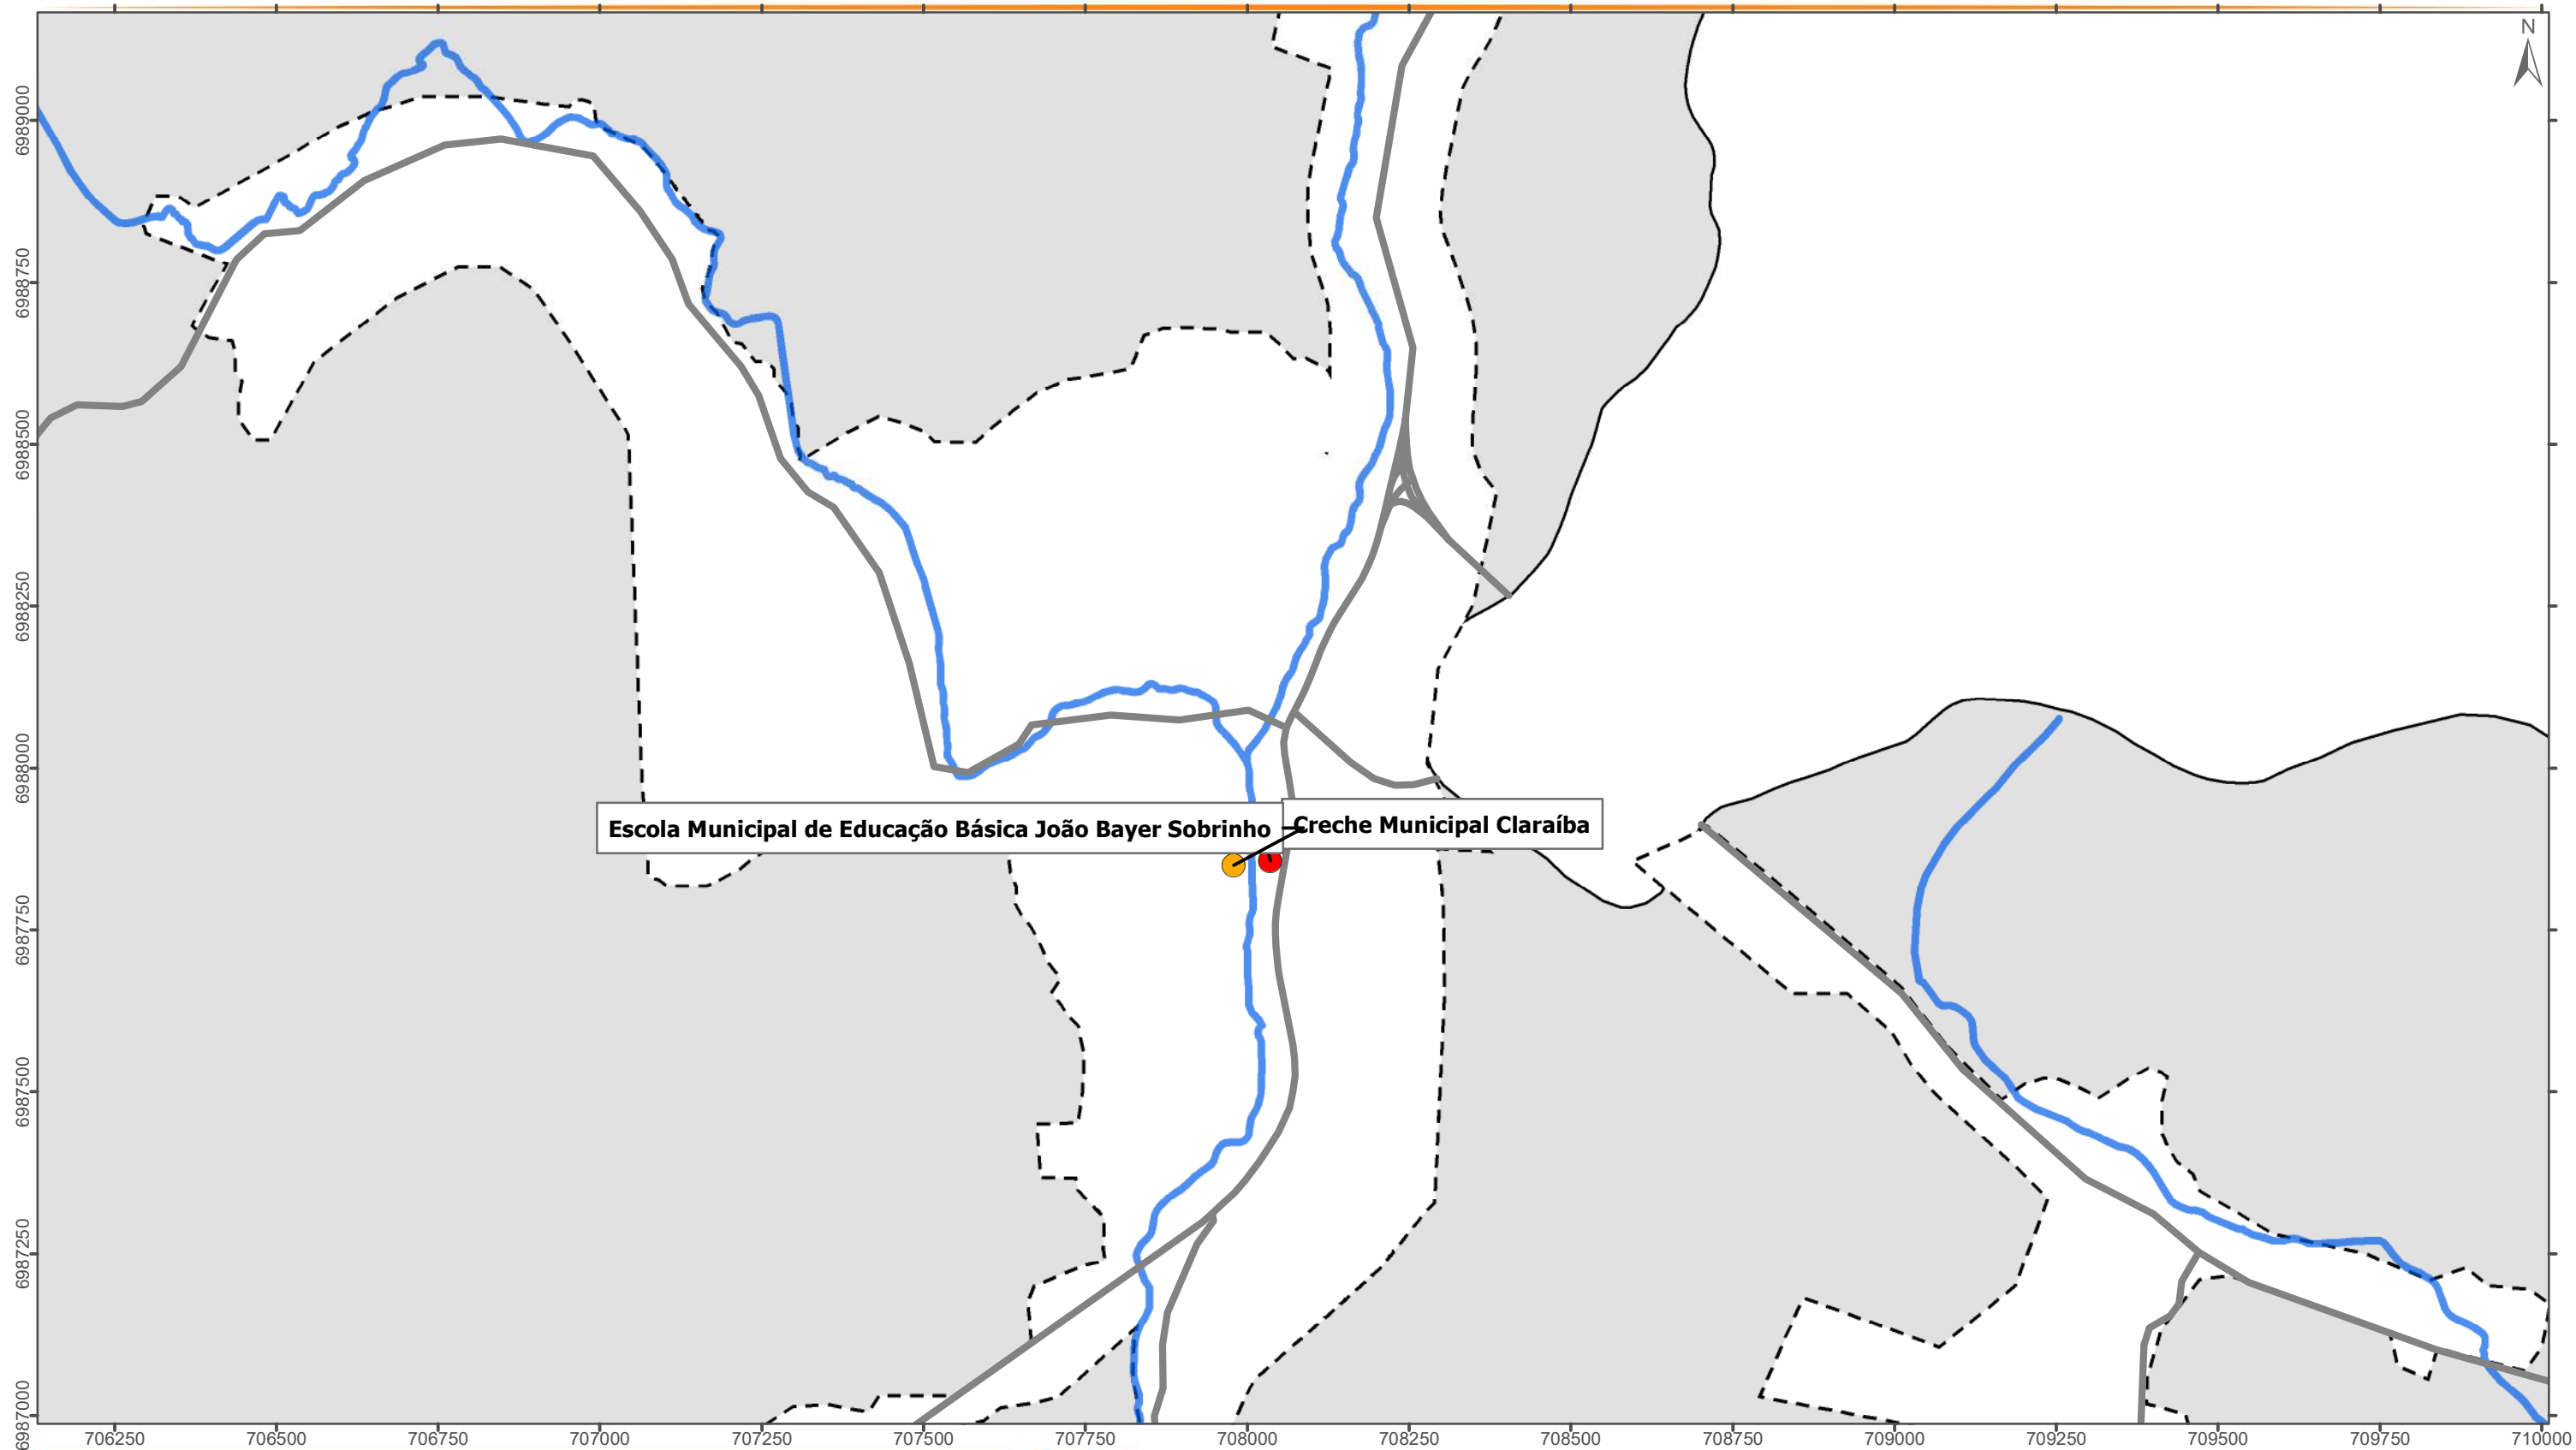 N
6989000
6988750
6988500
6988250
6988000
6987750
6987500
6987250
6987000
Escola Municipal de Educação Básica João Bayer Sobrinho
Creche Municipal Claraíba
706250 706500 706750 707000 707250 707500 707750 708000 708250 708500 708750 709000 709250 709500 709750 710000